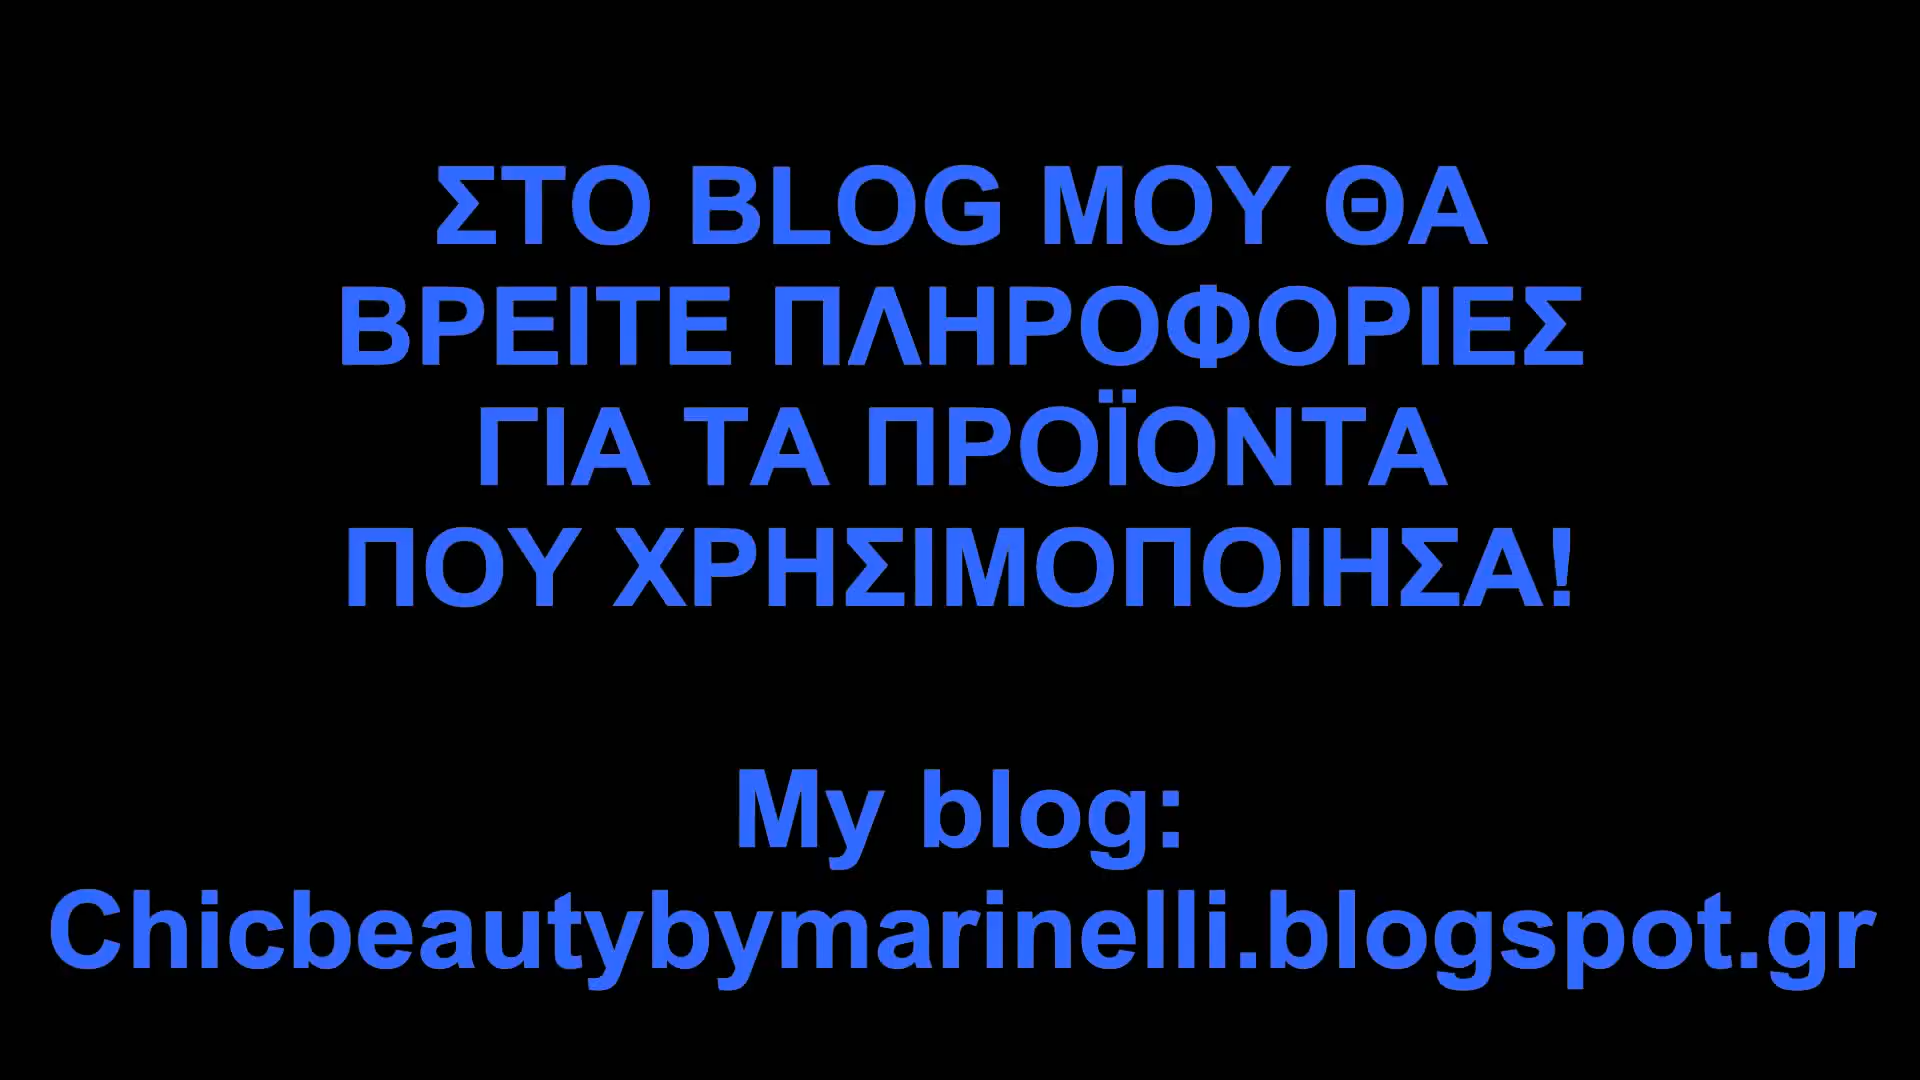 ΣΤΟ BLOG ΜΟΥ ΘΑ
ΒΡΕΙΤΕ ΠΛΗΡΟΦΟΡΙΕΣ
ΓΙΑ ΤΑ ΠΡΟΪΟΝΤΑ
ΠΟΥ ΧΡΗΣΙΜΟΠΟΙΗΣΑ!
My blog:
Chicbeautybymarinelli.blogspot.gr